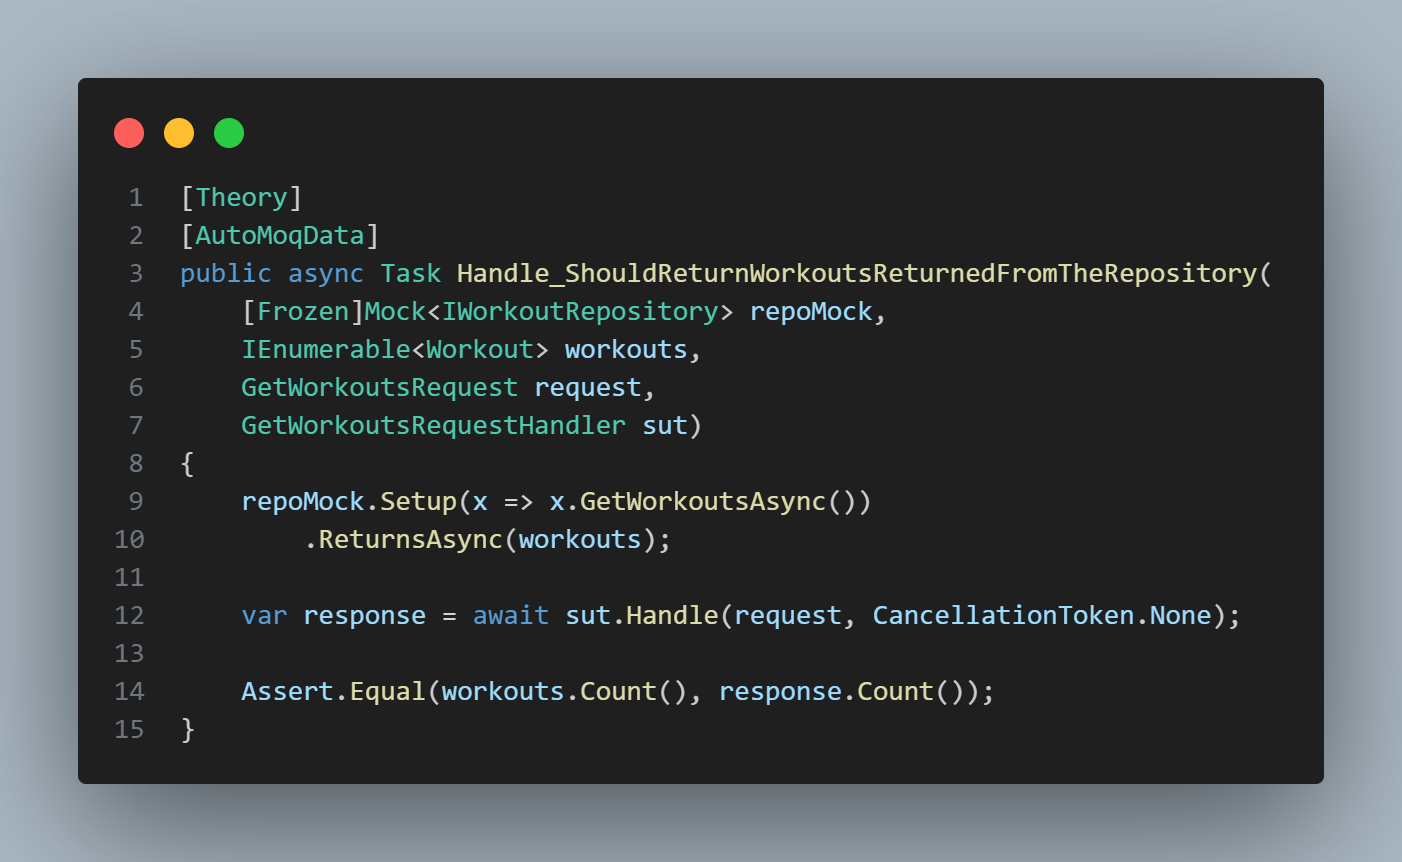 1 [Theory]
2 [AutoMoqData]
3 public async Task Handle_ShouldReturnWorkoutsReturnedFromTheRepository(
4     [Frozen]Mock<IWorkoutRepository> repoMock,
5     IEnumerable<Workout> workouts,
6     GetWorkoutsRequest request,
7     GetWorkoutsRequestHandler sut)
8 {
9     repoMock.Setup(x => x.GetWorkoutsAsync())
10         .ReturnsAsync(workouts);
11
12     var response = await sut.Handle(request, CancellationToken.None);
13
14     Assert.Equal(workouts.Count(), response.Count());
15 }